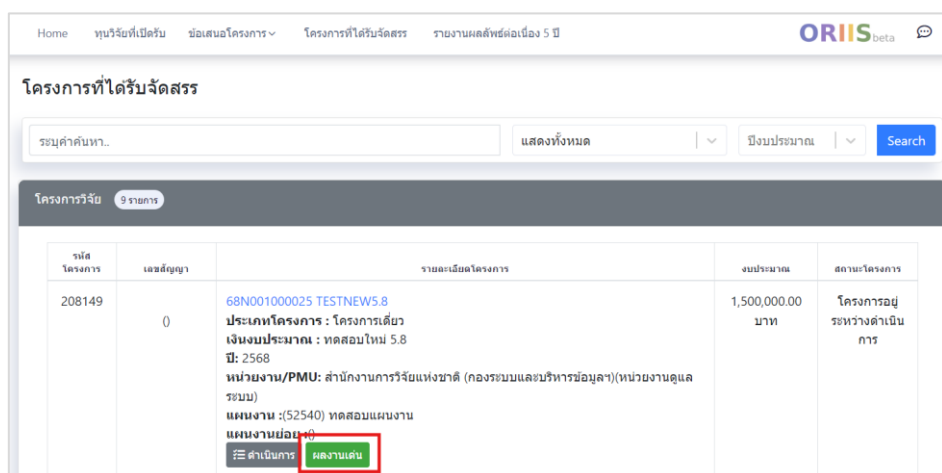 Home ทุนวิจัยที่เปิดรับ ข้อเสนอโครงการ โครงการที่ได้รับจัดสรร รายงานผลลัพธ์ต่อเนื่อง 5 ปี ORIIS beta
โครงการที่ได้รับจัดสรร
ระบุคำค้นหา.. แสดงทั้งหมด ปีงบประมาณ Search
โครงการวิจัย 9 รายการ
รหัสโครงการ เลขสัญญา รายละเอียดโครงการ งบประมาณ สถานะโครงการ
208149 () 68N001000025 TESTNEW5.8 1,500,000.00 บาท โครงการอยู่ระหว่างดำเนินการ
ประเภทโครงการ : โครงการเดี่ยว
เงินงบประมาณ : ทดสอบใหม่ 5.8
ปี: 2568
หน่วยงาน/PMU: สำนักงานการวิจัยแห่งชาติ (กองระบบและบริหารข้อมูลฯ)(หน่วยงานดูแล
ระบบ)
แผนงาน :(52540) ทดสอบแผนงาน
แผนงานย่อย :()
ดำเนินการ ผลงานเด่น